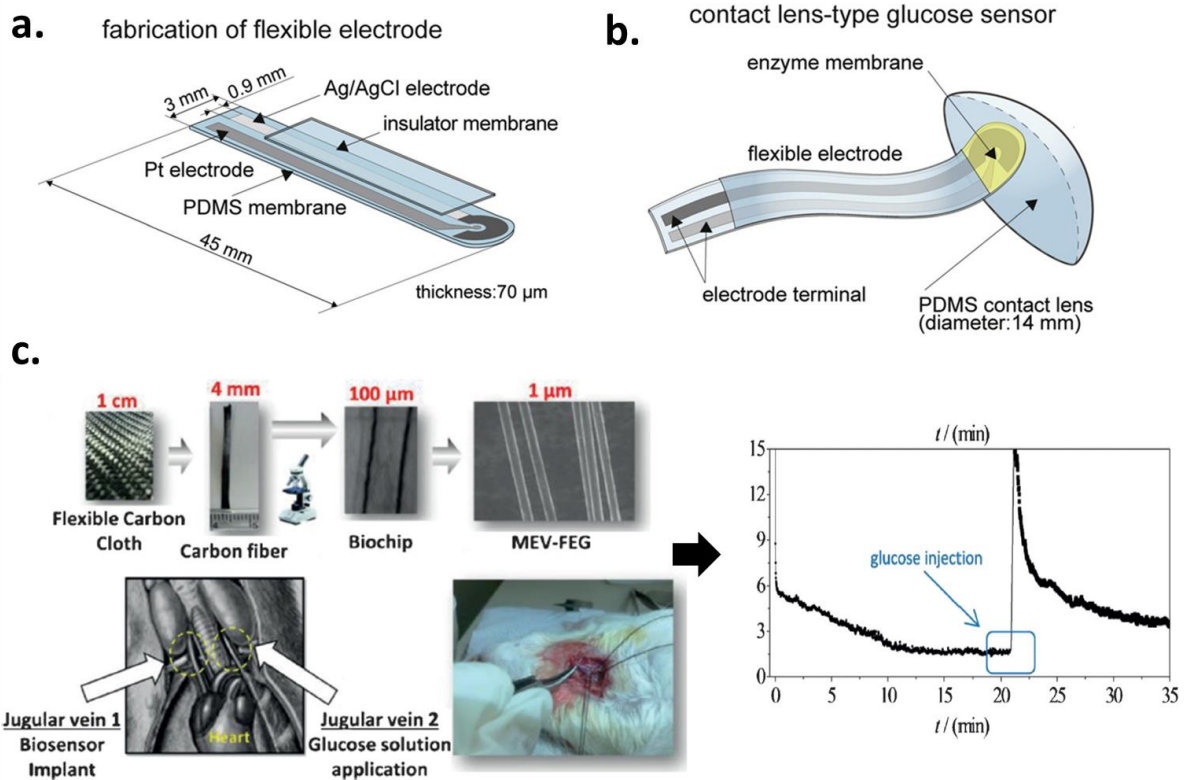 a.
fabrication of flexible electrode
3 mm
0.9 mm
Ag/AgCl electrode
insulator membrane
Pt electrode
PDMS membrane
45 mm
thickness:70 μm
b.
contact lens-type glucose sensor
enzyme membrane
flexible electrode
electrode terminal
PDMS contact lens
(diameter:14 mm)
c.
1 cm
4 mm
100 μm
1 μm
Flexible Carbon
Cloth
Carbon fiber
Biochip
MEV-FEG
Jugular vein 1
Biosensor
Implant
Heart
Jugular vein 2
Glucose solution
application
t / (min)
15
12
9
6
3
0
glucose injection
0 5 10 15 20 25 30 35
t / (min)